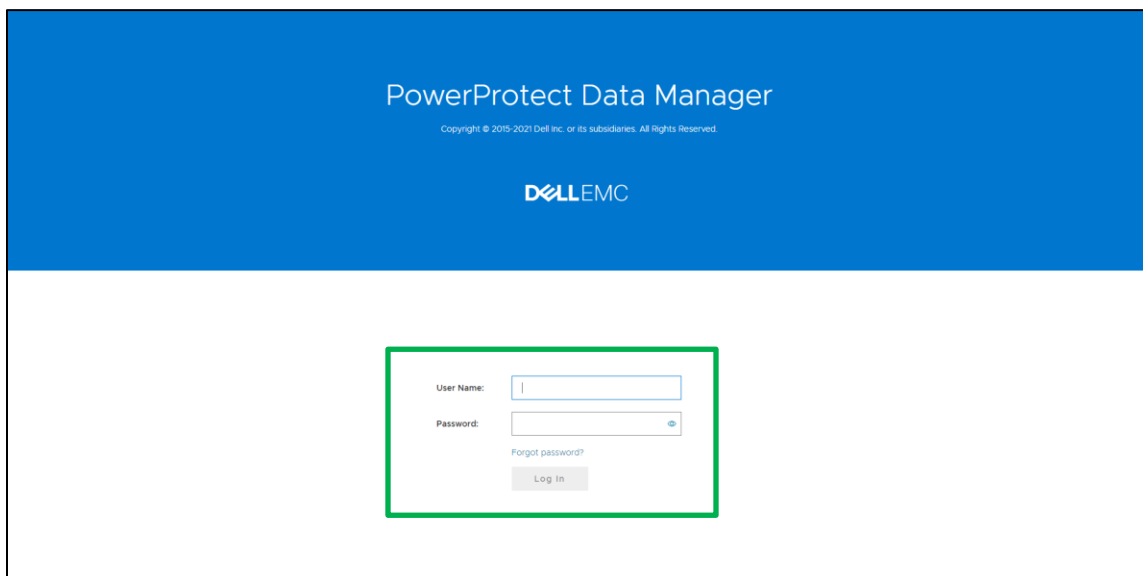 PowerProtect Data Manager
Copyright © 2015-2021 Dell Inc. or its subsidiaries. All Rights Reserved.
DELLEMC
User Name:
Password:
Forgot password?
Log In